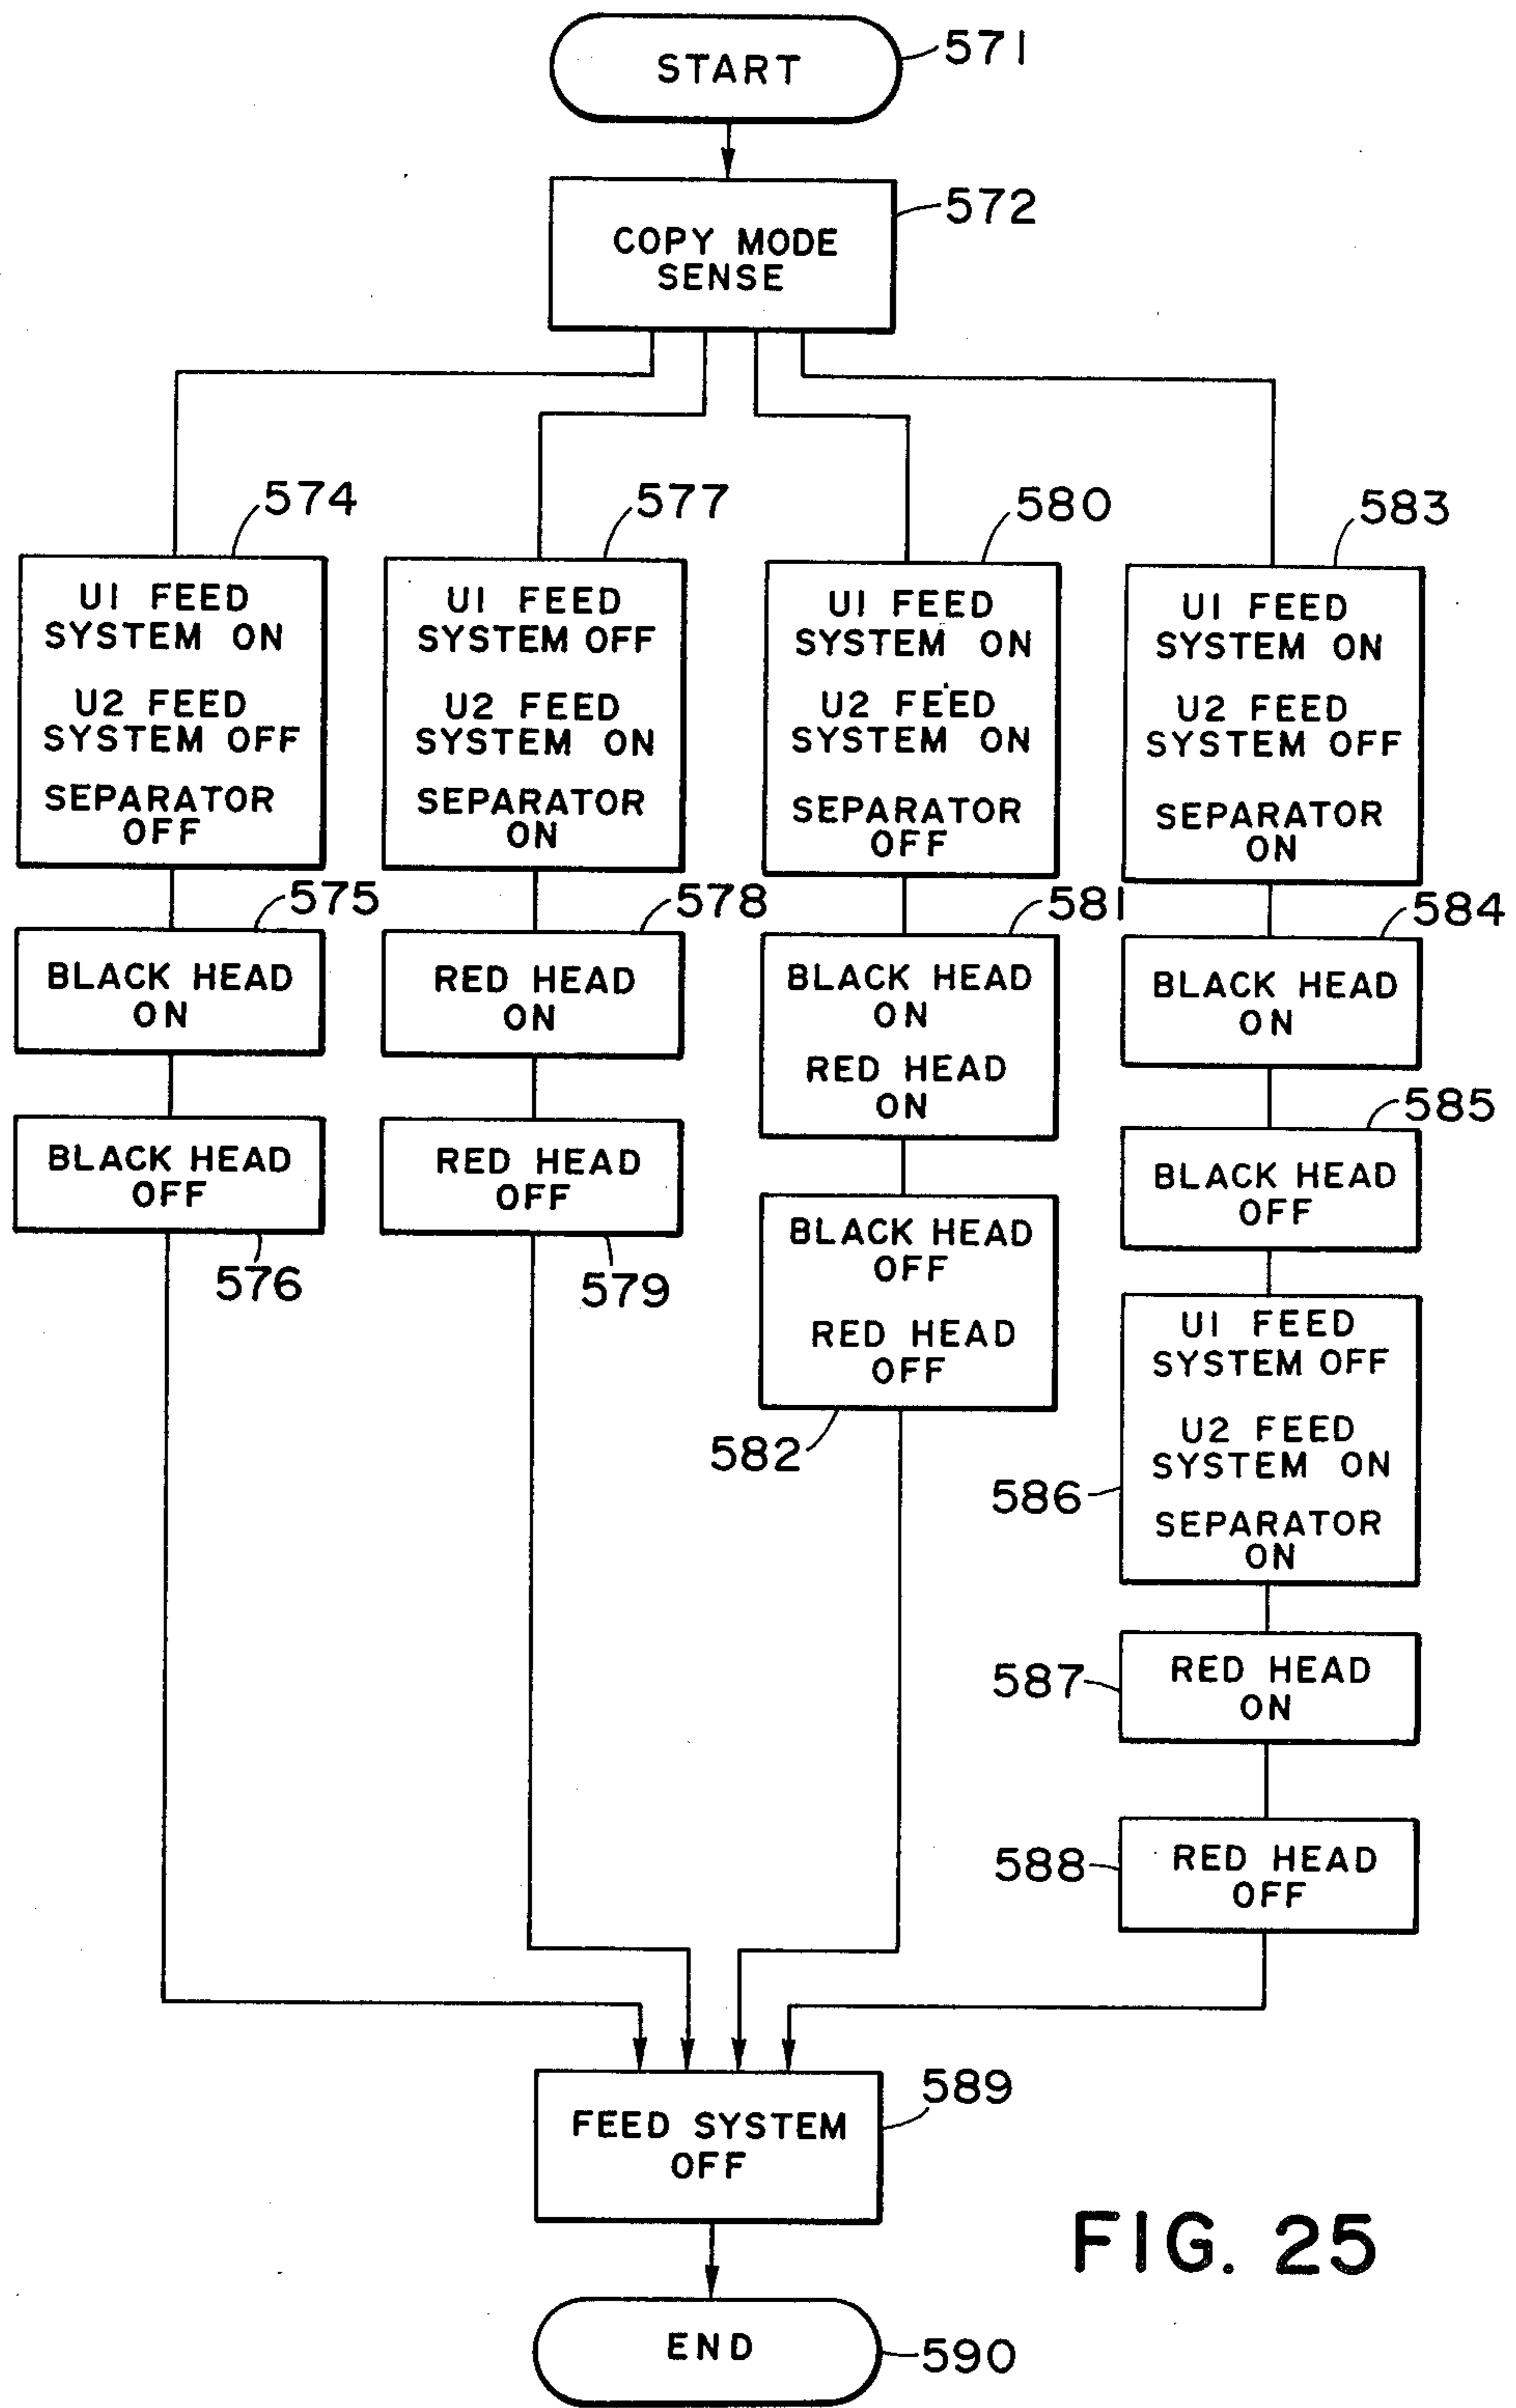 START
571
COPY MODE
SENSE
572
574
U1 FEED
SYSTEM ON
U2 FEED
SYSTEM OFF
SEPARATOR
OFF
575
BLACK HEAD
ON
BLACK HEAD
OFF
576
577
U1 FEED
SYSTEM OFF
U2 FEED
SYSTEM ON
SEPARATOR
ON
578
RED HEAD
ON
RED HEAD
OFF
579
580
U1 FEED
SYSTEM ON
U2 FEED
SYSTEM ON
SEPARATOR
OFF
581
BLACK HEAD
ON
RED HEAD
ON
BLACK HEAD
OFF
RED HEAD
OFF
582
583
U1 FEED
SYSTEM ON
U2 FEED
SYSTEM OFF
SEPARATOR
ON
584
BLACK HEAD
ON
585
BLACK HEAD
OFF
U1 FEED
SYSTEM OFF
U2 FEED
SYSTEM ON
586
SEPARATOR
ON
587
RED HEAD
ON
588
RED HEAD
OFF
589
FEED SYSTEM
OFF
FIG. 25
END
590